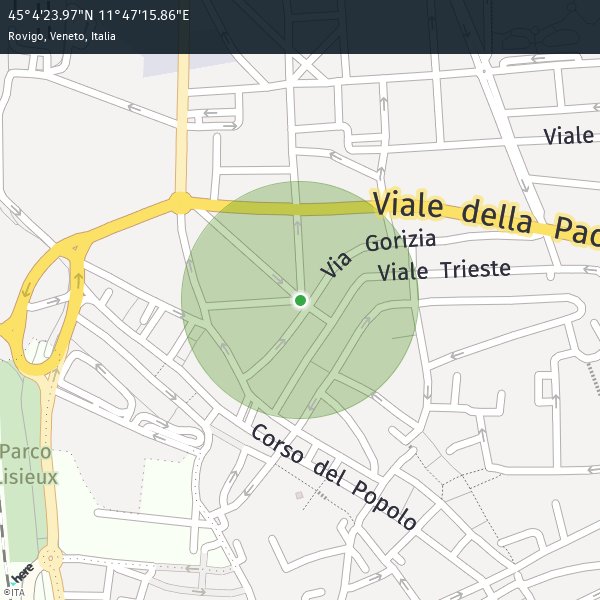 45°4'23.97"N 11°47'15.86"E
Rovigo, Veneto, Italia
Viale
Viale della Pac
Via Gorizia
Viale Trieste
Corso del Popolo
Parco
Lisieux
here
©ITA